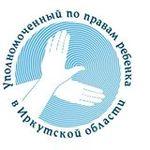 Уполномоченный по правам ребенка
в Иркутской области